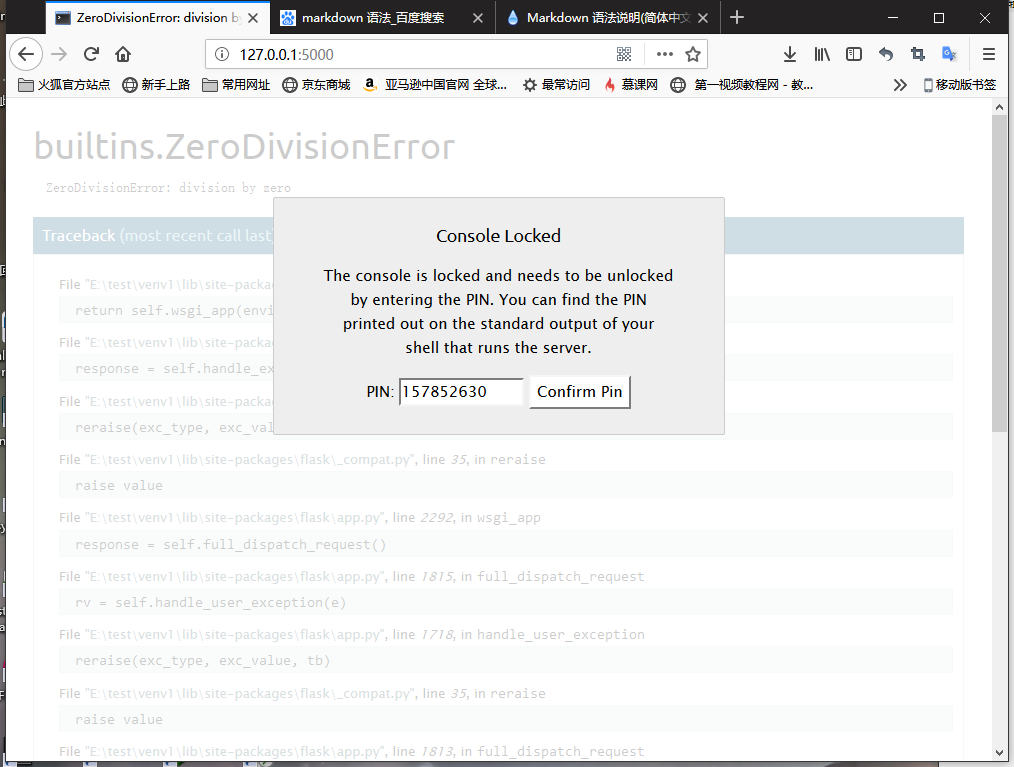 ZeroDivisionError: division by
markdown 语法_百度搜索
Markdown 语法说明(简体中文
127.0.0.1:5000
火狐官方站点 新手上路 常用网址 京东商城 亚马逊中国官网 全球... 最常访问 慕课网 第一视频教程网 - 教... 移动版书签
builtins.ZeroDivisionError
ZeroDivisionError: division by zero
Traceback (most recent call last)
Console Locked
The console is locked and needs to be unlocked
by entering the PIN. You can find the PIN
printed out on the standard output of your
shell that runs the server.
PIN: 157852630 Confirm Pin
File "E:\test\venv1\lib\site-packa
return self.wsgi_app(envi
File "E:\test\venv1\lib\site-packa
response = self.handle_ex
File "E:\test\venv1\lib\site-packa
reraise(exc_type, exc_val
File "E:\test\venv1\lib\site-packages\flask\_compat.py", line 35, in reraise
raise value
File "E:\test\venv1\lib\site-packages\flask\app.py", line 2292, in wsgi_app
response = self.full_dispatch_request()
File "E:\test\venv1\lib\site-packages\flask\app.py", line 1815, in full_dispatch_request
rv = self.handle_user_exception(e)
File "E:\test\venv1\lib\site-packages\flask\app.py", line 1718, in handle_user_exception
reraise(exc_type, exc_value, tb)
File "E:\test\venv1\lib\site-packages\flask\_compat.py", line 35, in reraise
raise value
File "E:\test\venv1\lib\site-packages\flask\app.py", line 1813, in full_dispatch_request